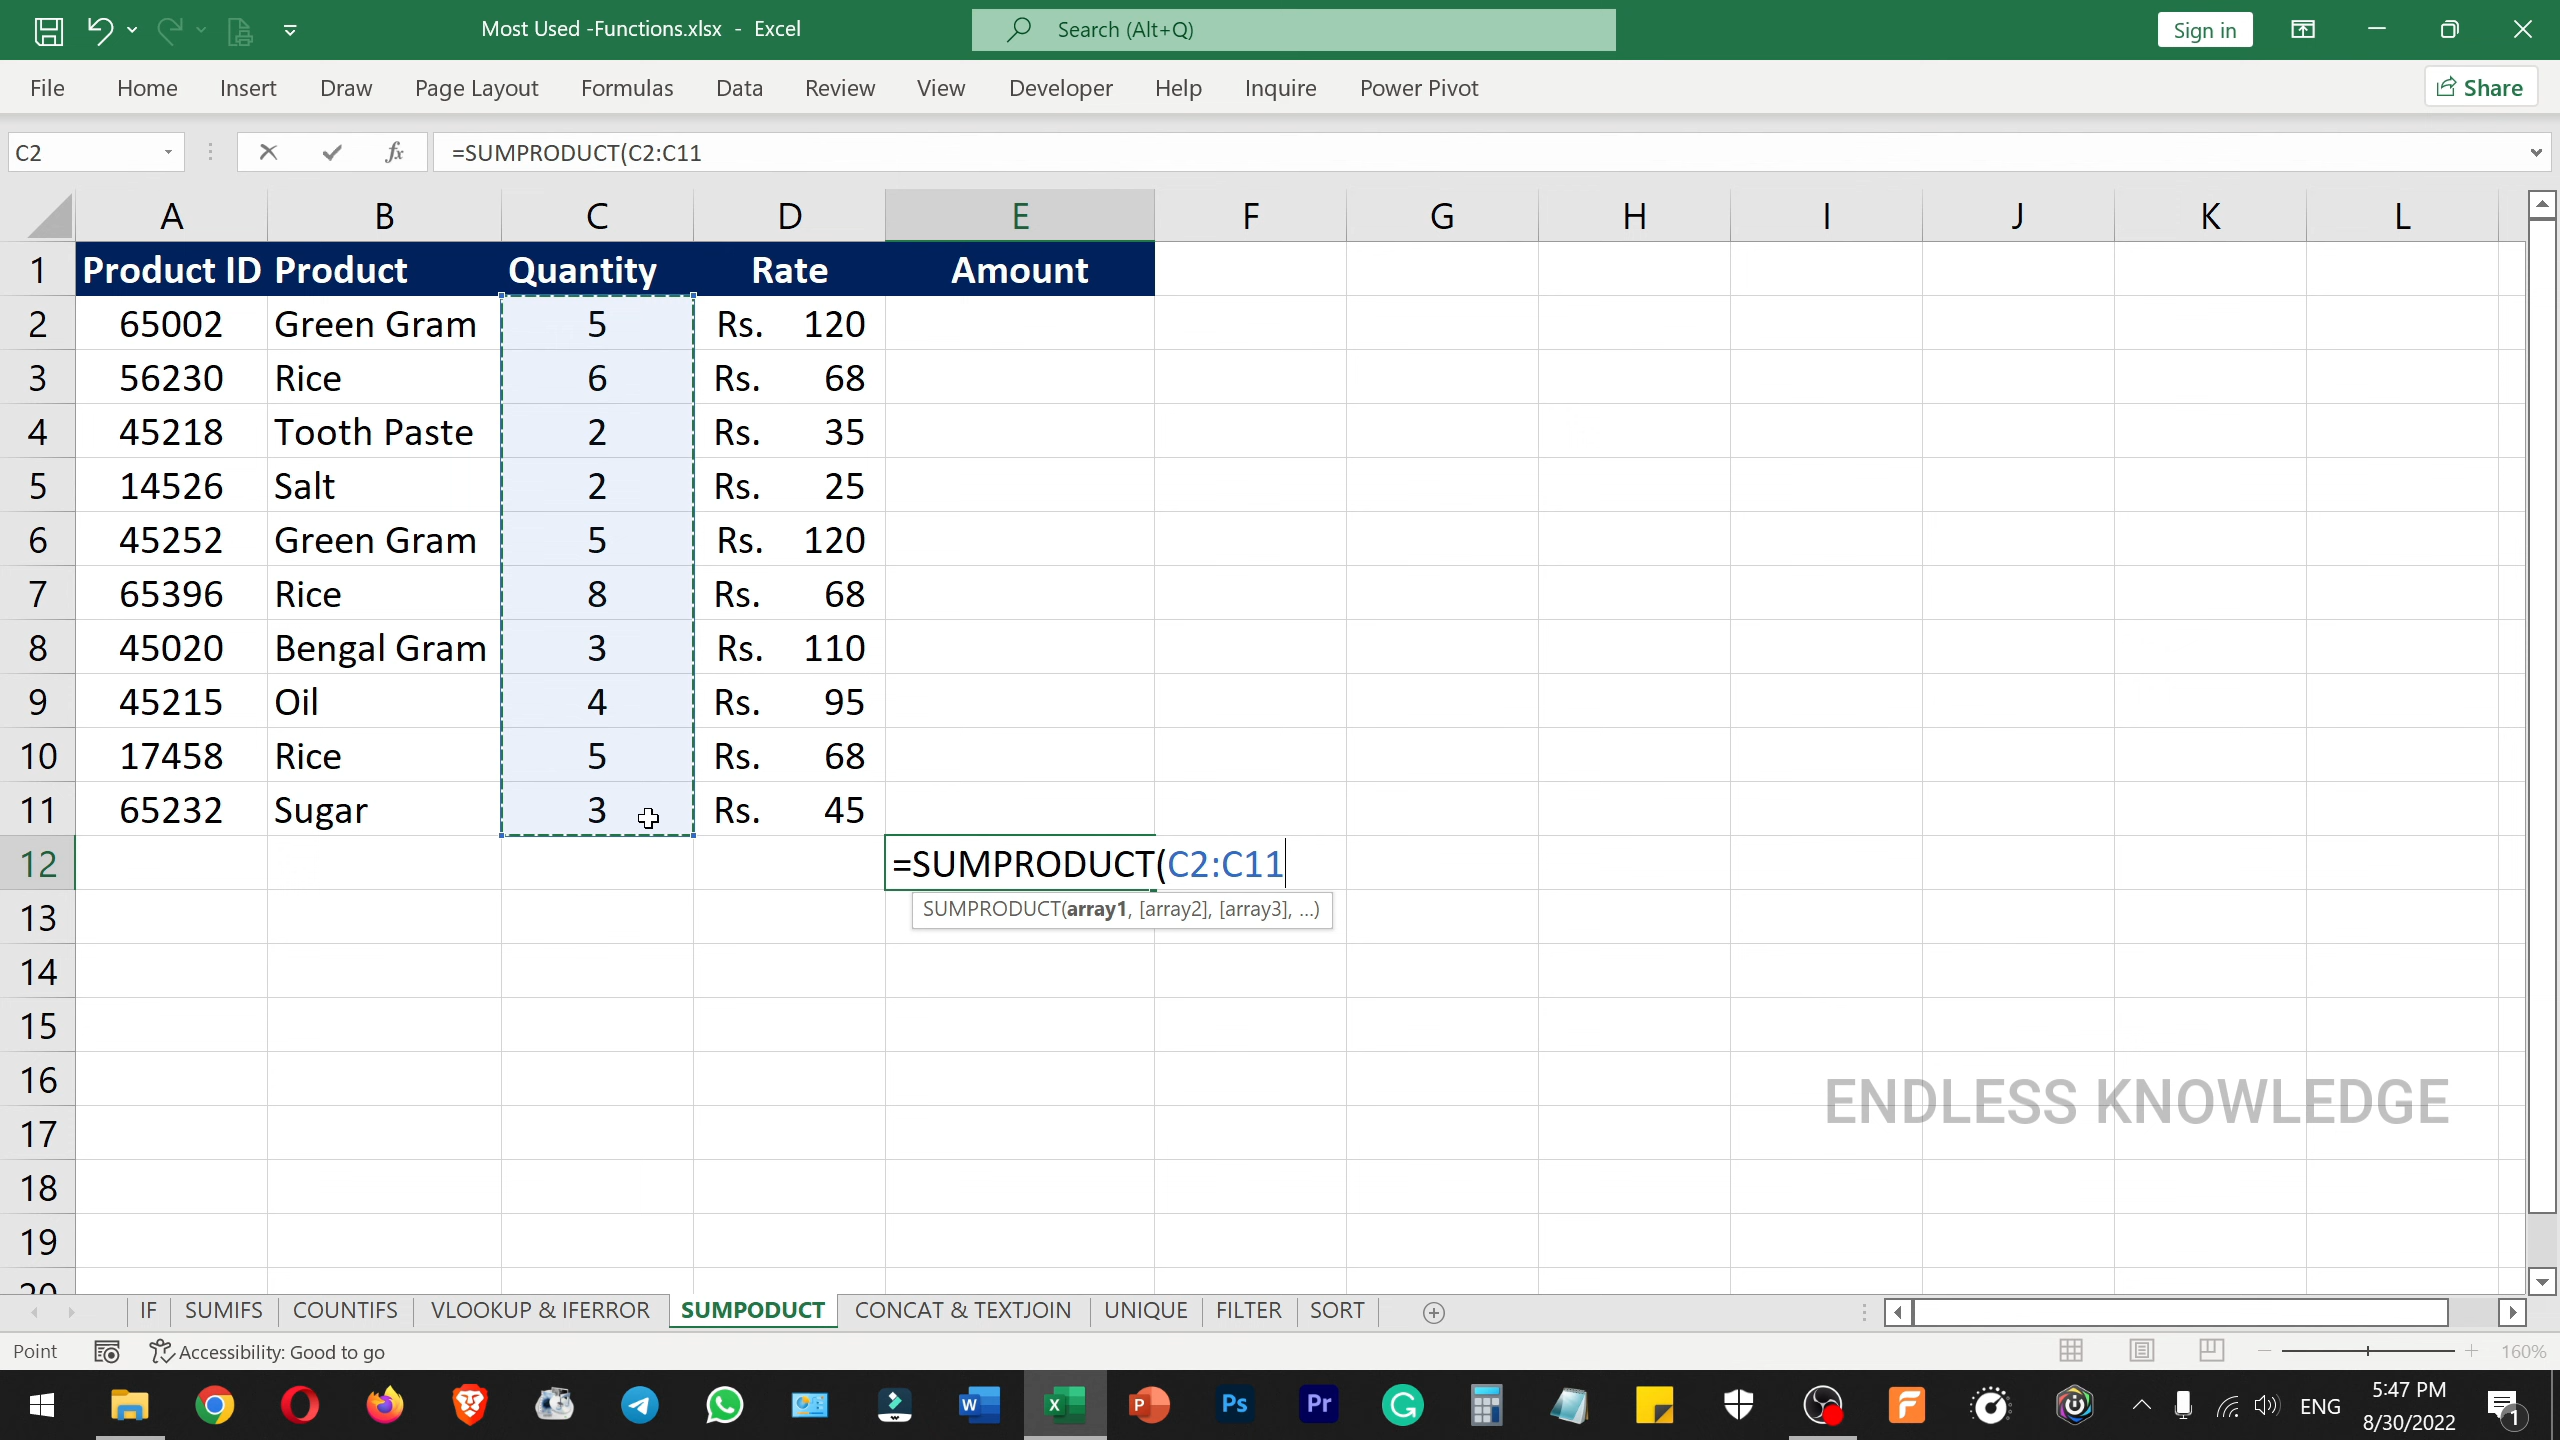 Most Used -Functions.xlsx - Excel
Search (Alt+Q)
Sign in
File Home Insert Draw Page Layout Formulas Data Review View Developer Help Inquire Power Pivot
Share
C2
fx
=SUMPRODUCT(C2:C11
A B C D E F G H I J K L
1 Product ID Product Quantity Rate Amount
2 65002 Green Gram 5 Rs. 120
3 56230 Rice 6 Rs. 68
4 45218 Tooth Paste 2 Rs. 35
5 14526 Salt 2 Rs. 25
6 45252 Green Gram 5 Rs. 120
7 65396 Rice 8 Rs. 68
8 45020 Bengal Gram 3 Rs. 110
9 45215 Oil 4 Rs. 95
10 17458 Rice 5 Rs. 68
11 65232 Sugar 3 Rs. 45
12 =SUMPRODUCT(C2:C11
SUMPRODUCT(array1, [array2], [array3], ...)
13
14
15
16
ENDLESS KNOWLEDGE
17
18
19
20
IF SUMIFS COUNTIFS VLOOKUP & IFERROR SUMPODUCT CONCAT & TEXTJOIN UNIQUE FILTER SORT
Point
Accessibility: Good to go
160%
W X P Ps Pr G F
ENG
5:47 PM
8/30/2022
1